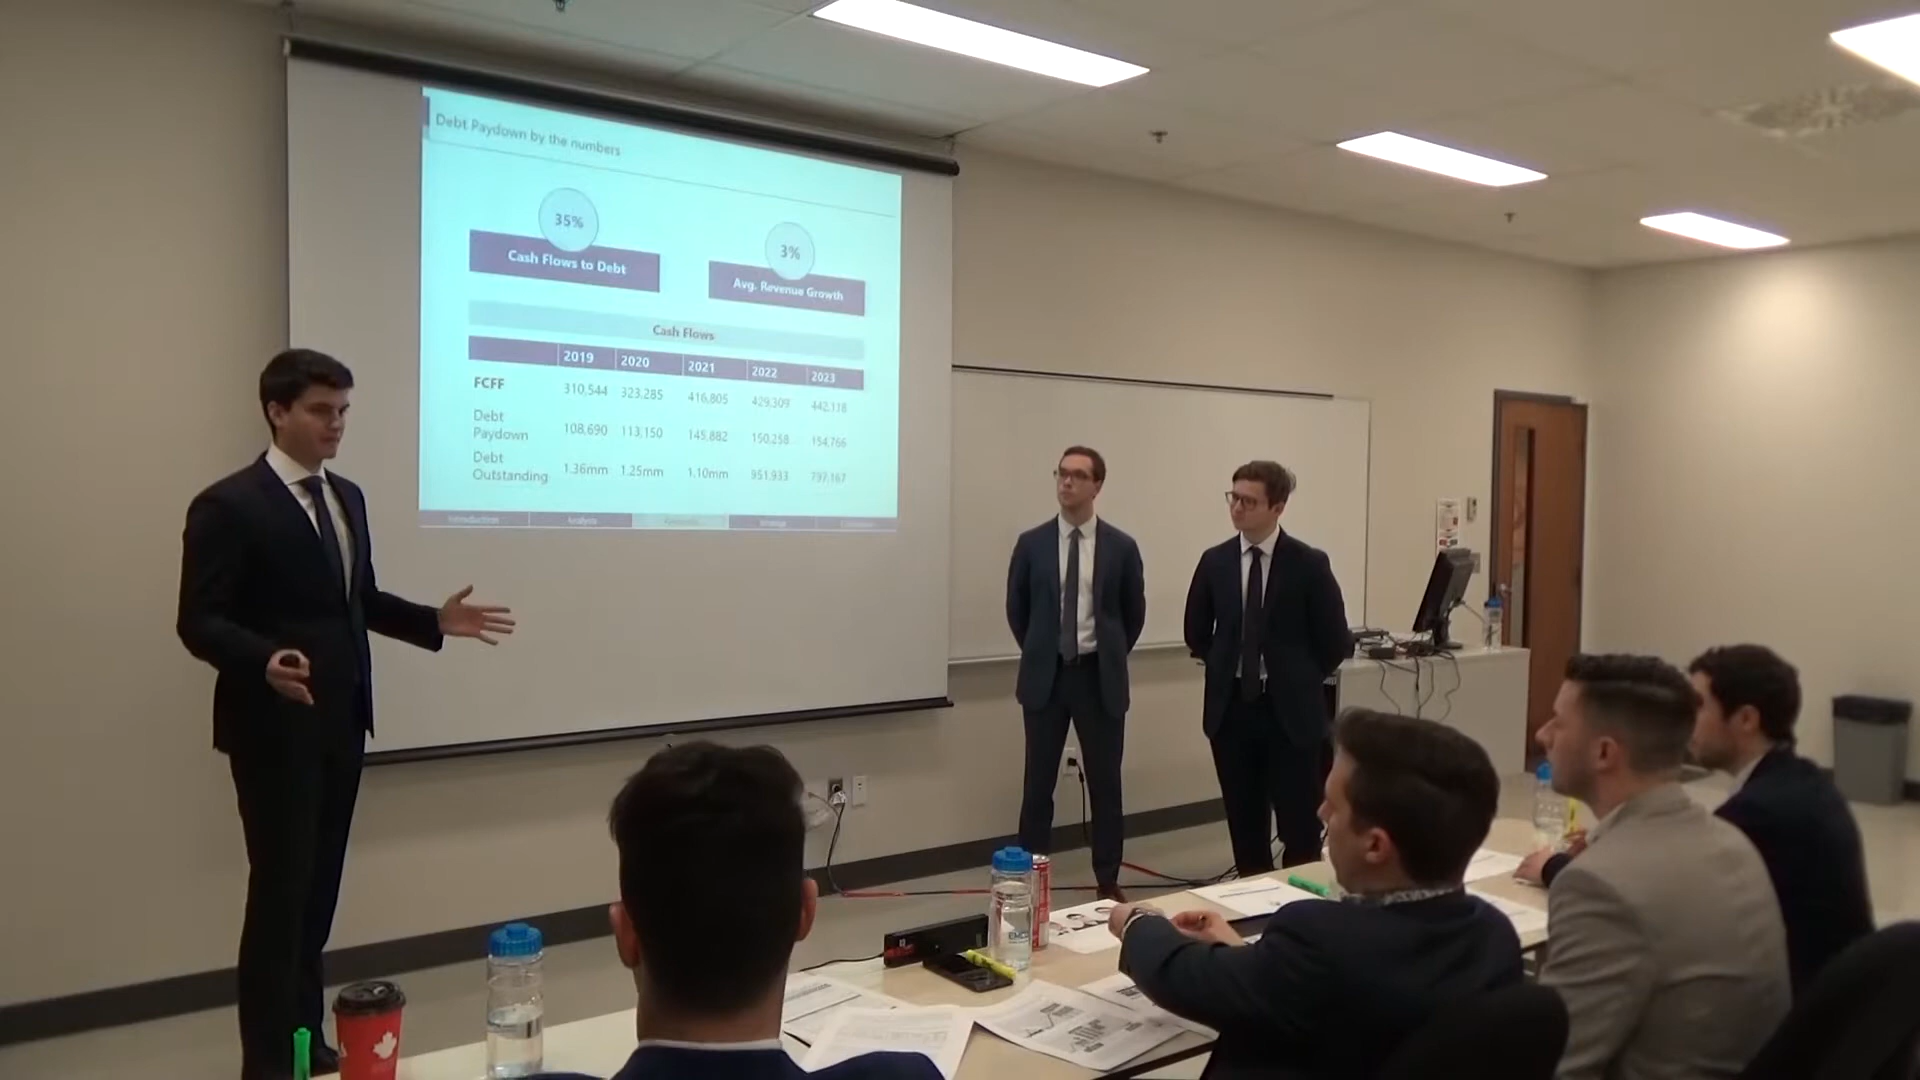 Debt Paydown by the numbers
35%
Cash Flows to Debt
3%
Avg. Revenue Growth
Cash Flows
2019 2020 2021 2022 2023
FCFF 310,544 323,285 416,805 429,309 442,118
Debt
Paydown 108,690 113,150 145,882 150,258 154,766
Debt
Outstanding 1.36mm 1.25mm 1.10mm 951,933 797,167
Introduction Analysis